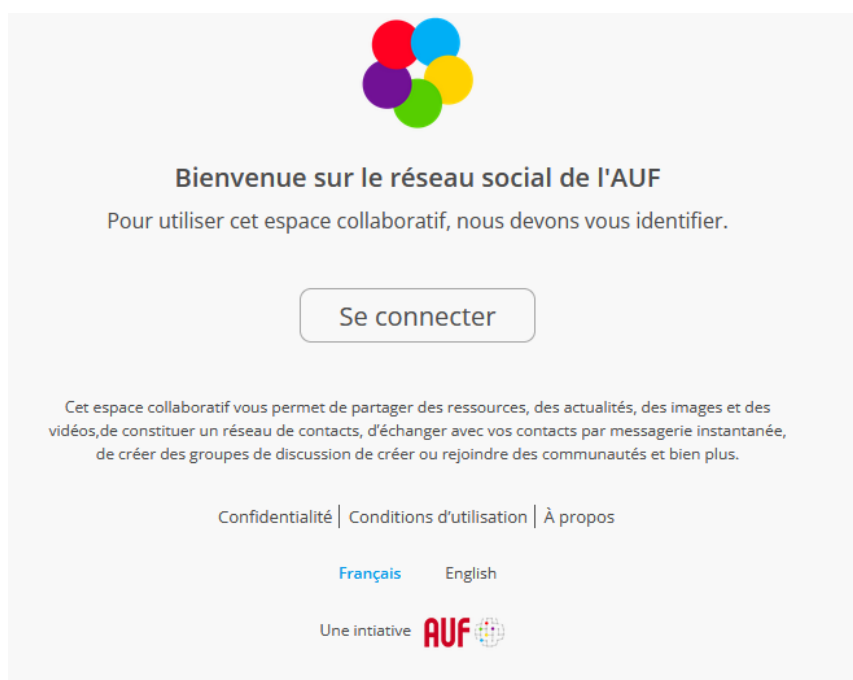 Bienvenue sur le réseau social de l'AUF
Pour utiliser cet espace collaboratif, nous devons vous identifier.
Se connecter
Cet espace collaboratif vous permet de partager des ressources, des actualités, des images et des
vidéos,de constituer un réseau de contacts, d’échanger avec vos contacts par messagerie instantanée,
de créer des groupes de discussion de créer ou rejoindre des communautés et bien plus.
Confidentialité | Conditions d’utilisation | À propos
Français English
Une intiative AUF